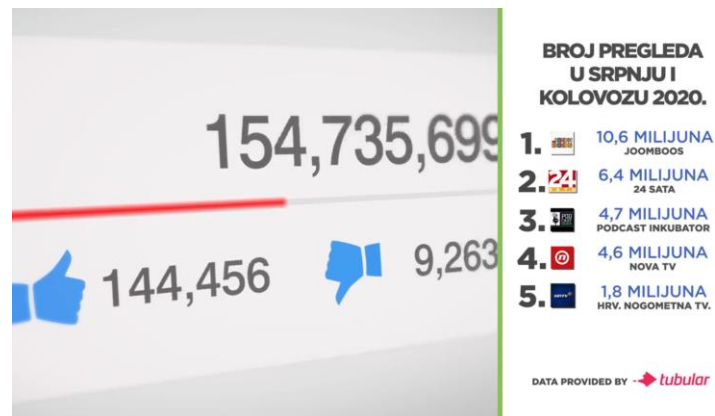 154,735,699
144,456
9,263
BROJ PREGLEDA
U SRPNJU I
KOLOVOZU 2020.
1. 10,6 MILIJUNA
JOOMBOOS
2. 24 6,4 MILIJUNA
24 SATA
3. 4,7 MILIJUNA
PODCAST INKUBATOR
4. 4,6 MILIJUNA
NOVA TV
5. 1,8 MILIJUNA
HRV. NOGOMETNA TV.
DATA PROVIDED BY tubular